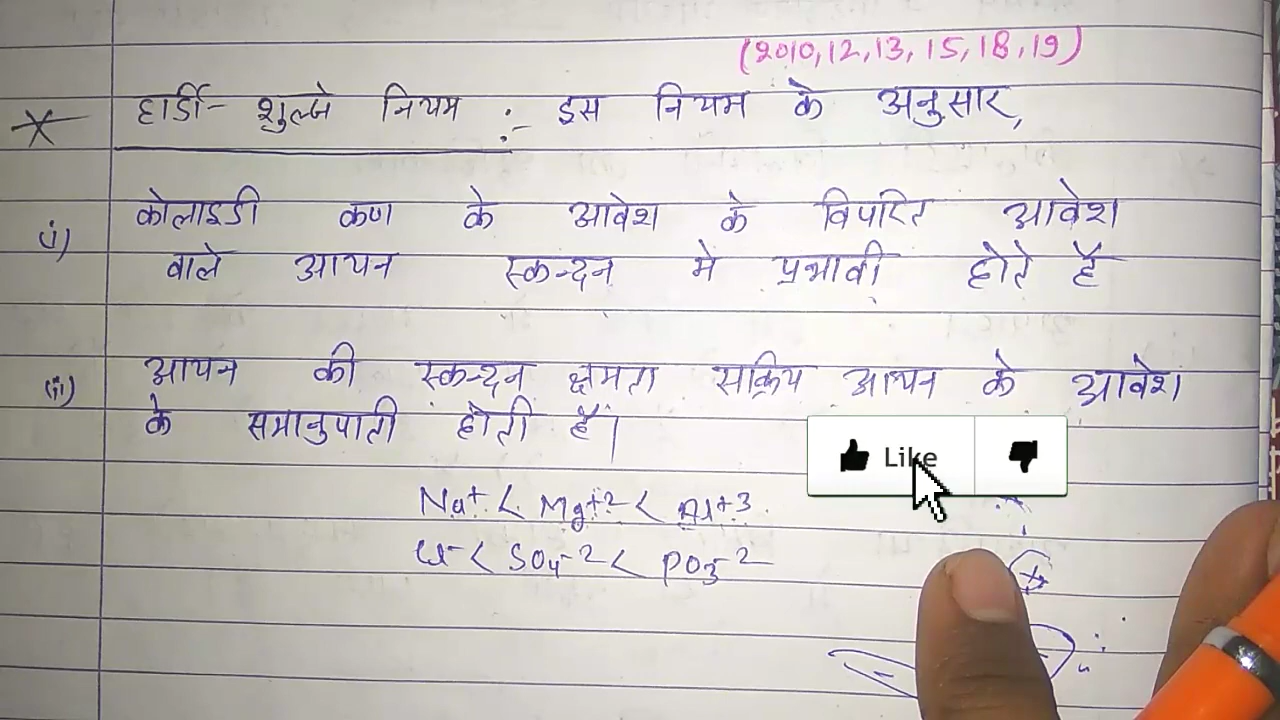 (2010,12,13,15,18,19)
हार्डी- शुल्जे नियम :- इस नियम के अनुसार,
i) कोलाइडी कण के आवेश के विपरित आवेश
वाले आयन स्कन्दन मे प्रभावी होते हैं
(ii) आयन की स्कन्दन क्षमता सक्रिय आयन के आवेश
के समानुपाती होती हैं।
Like
Na+ < Mg+2 < Al+3
Cl- < SO4-2 < PO3-2